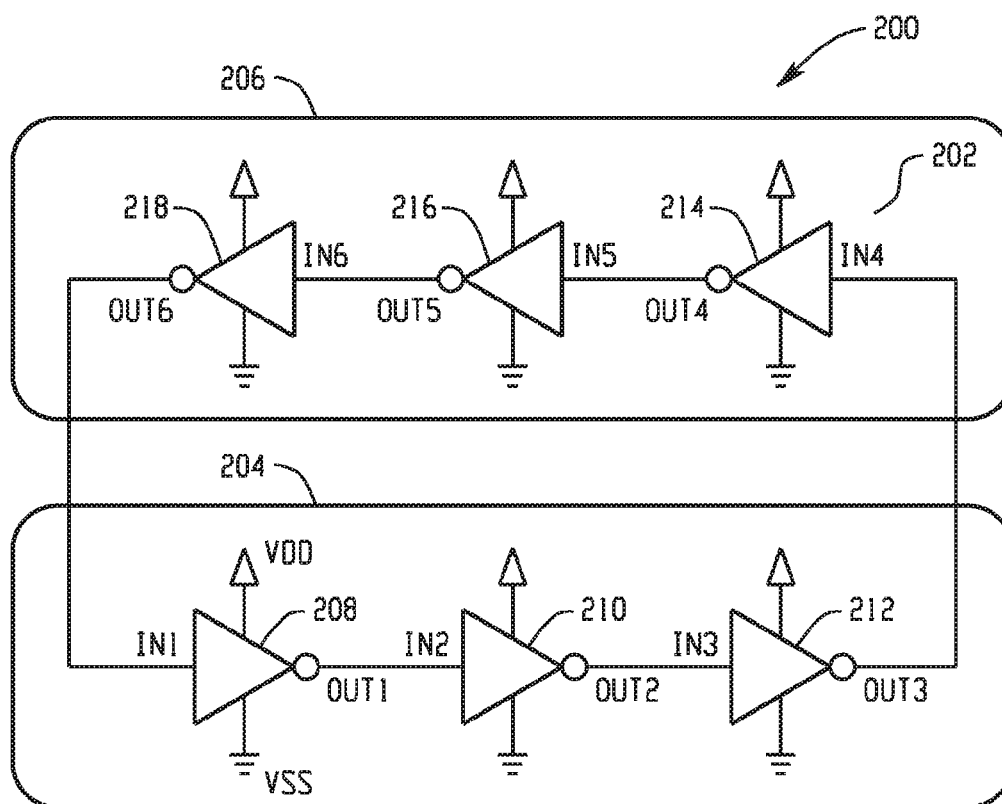 200
206
202
218
216
214
IN6
IN5
IN4
OUT6
OUT5
OUT4
204
VDD
208
210
212
IN1
IN2
IN3
OUT1
OUT2
OUT3
VSS